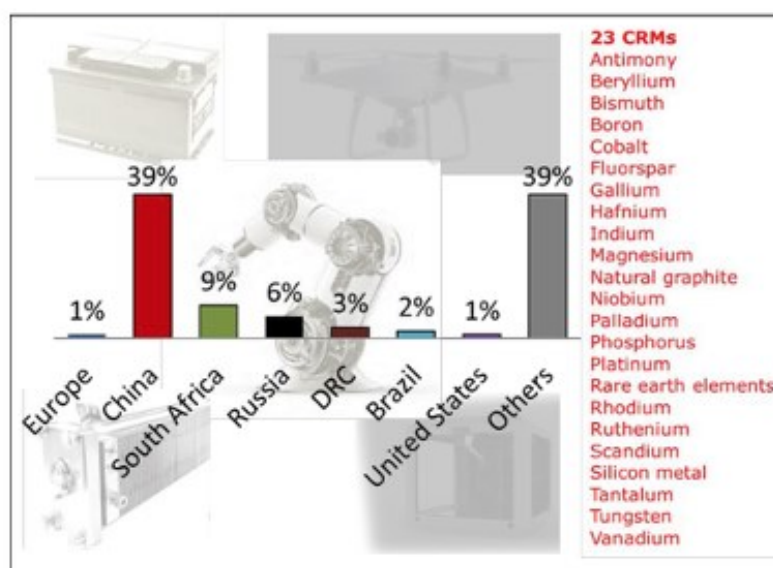 39%
39%
9%
6%
3%
2%
1%
1%
Europe
China
South Africa
Russia
DRC
Brazil
United States
Others
23 CRMs
Antimony
Beryllium
Bismuth
Boron
Cobalt
Fluorspar
Gallium
Hafnium
Indium
Magnesium
Natural graphite
Niobium
Palladium
Phosphorus
Platinum
Rare earth elements
Rhodium
Ruthenium
Scandium
Silicon metal
Tantalum
Tungsten
Vanadium